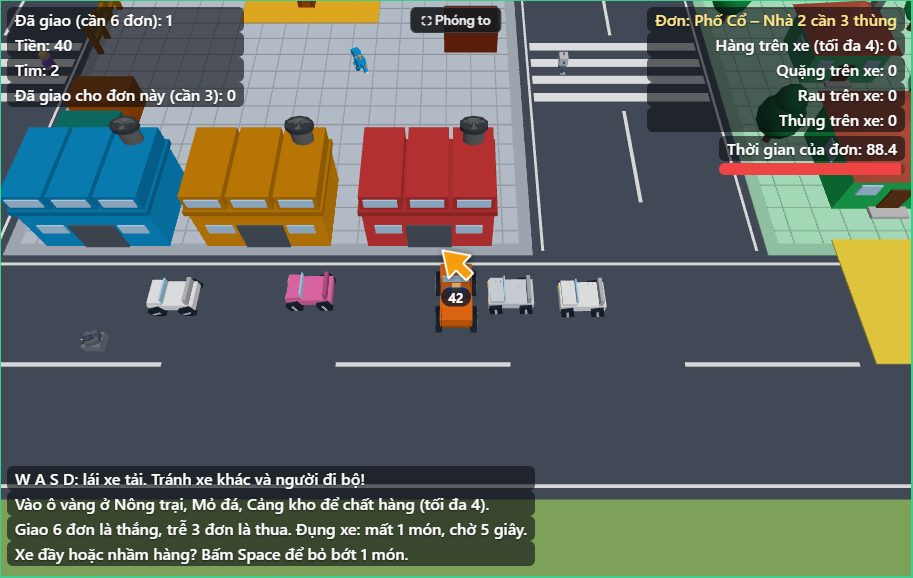 Đã giao (cần 6 đơn): 1
Tiền: 40
Tim: 2
Đã giao cho đơn này (cần 3): 0
Phóng to
Đơn: Phố Cổ – Nhà 2 cần 3 thùng
Hàng trên xe (tối đa 4): 0
Quặng trên xe: 0
Rau trên xe: 0
Thùng trên xe: 0
Thời gian của đơn: 88.4
42
W A S D: lái xe tải. Tránh xe khác và người đi bộ!
Vào ô vàng ở Nông trại, Mỏ đá, Cảng kho để chất hàng (tối đa 4).
Giao 6 đơn là thắng, trễ 3 đơn là thua. Đụng xe: mất 1 món, chờ 5 giây.
Xe đầy hoặc nhầm hàng? Bấm Space để bỏ bớt 1 món.